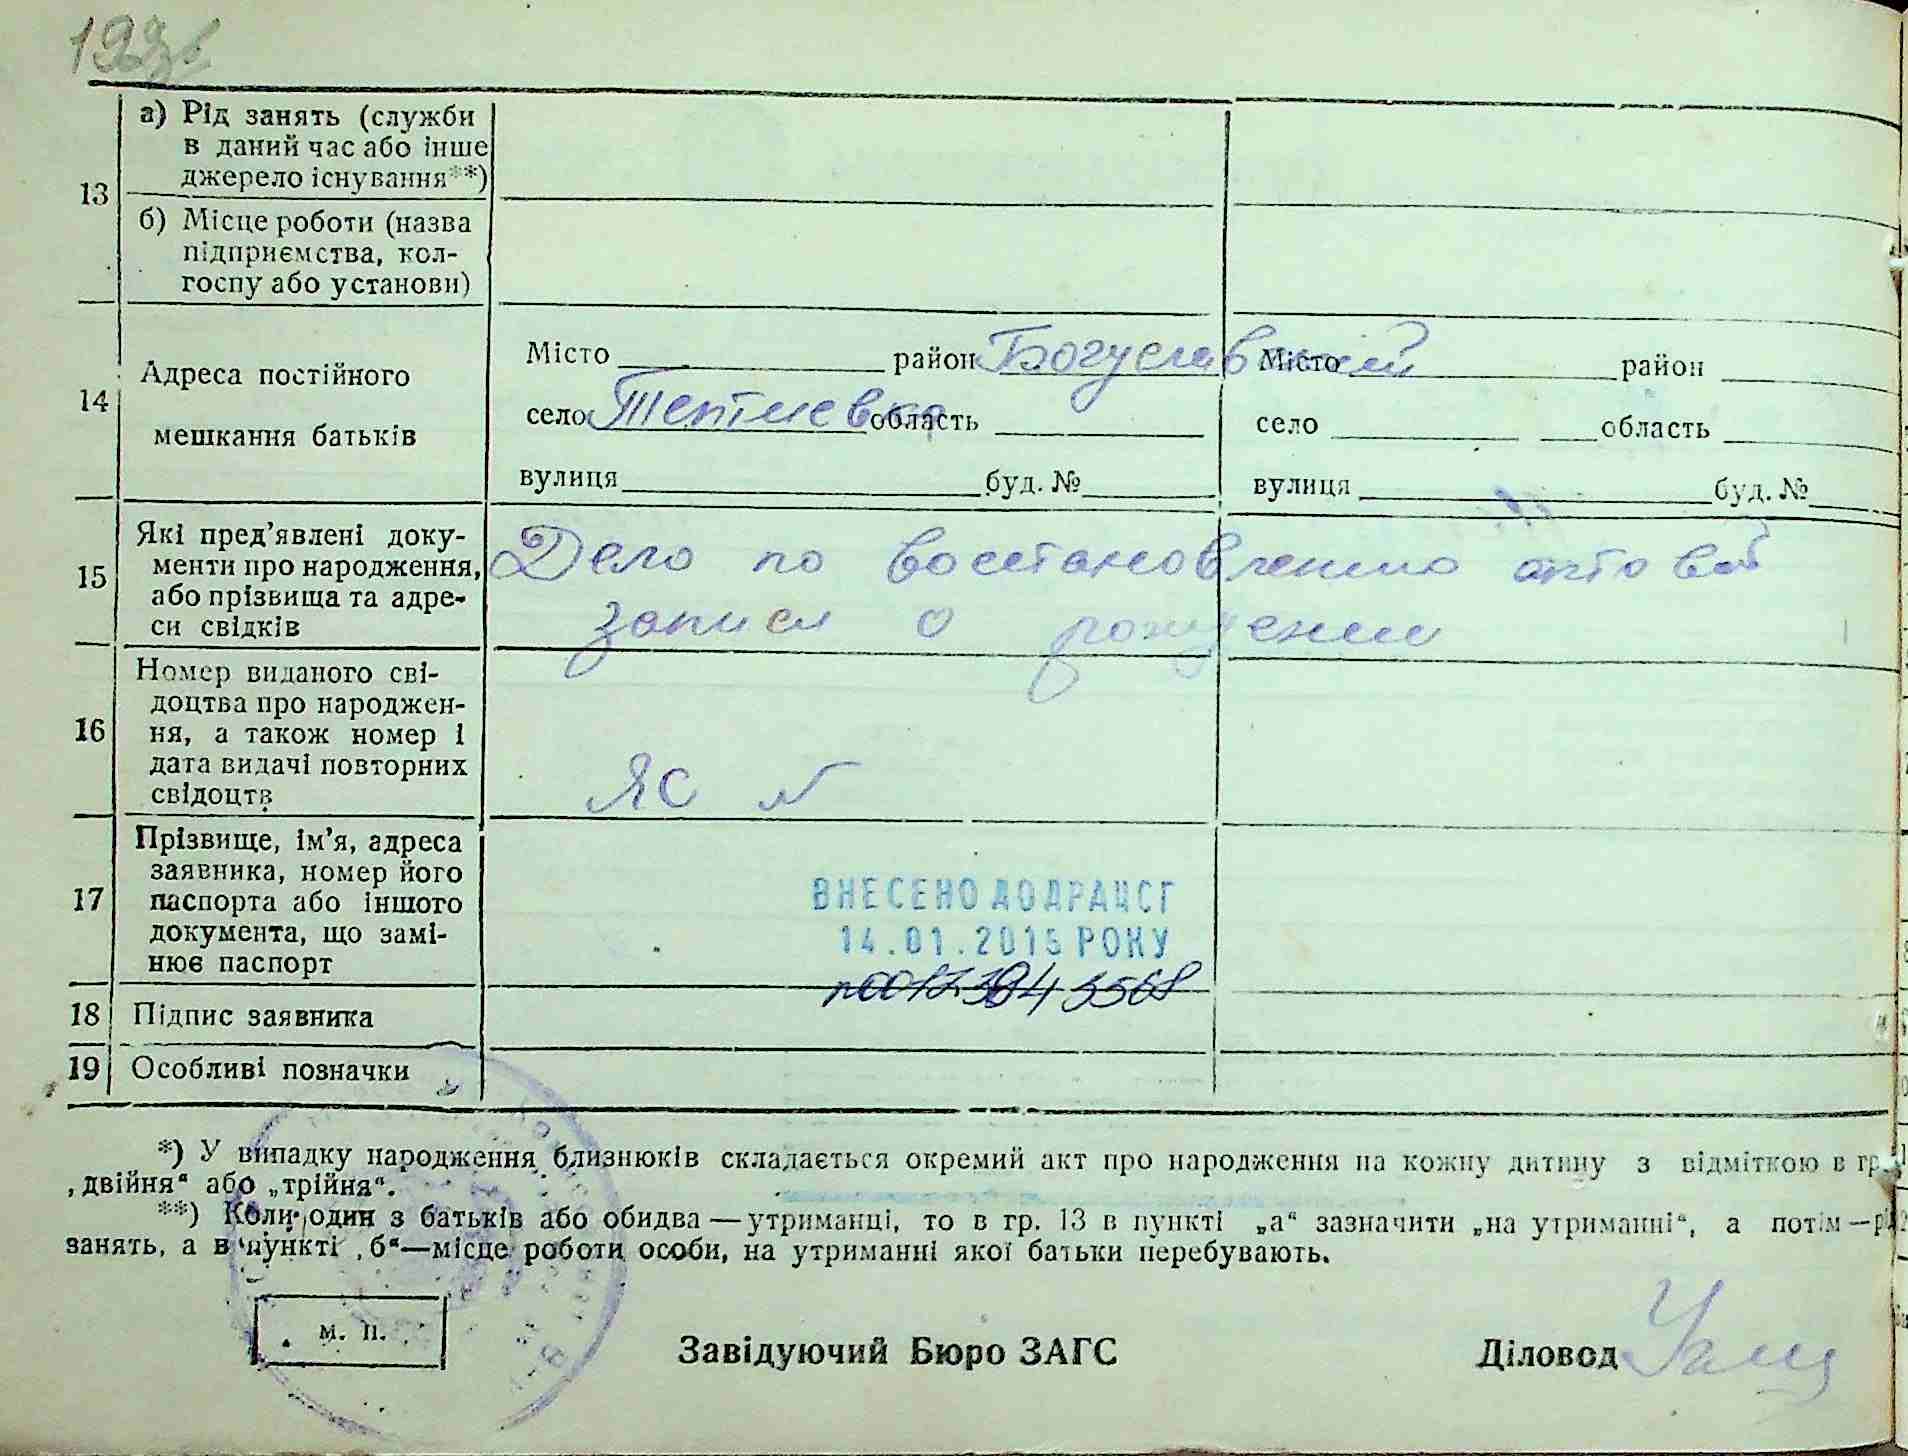 13
а) Рід занять (служби
в даний час або інше
джерело існування**)
б) Місце роботи (назва
підприємства, кол-
госпу або установи)
14
Адреса постійного
мешкання батьків
Місто район Богуславский
село Тептиевка область
вулиця буд. №
Місто район
село область
вулиця буд. №
15
Які пред’явлені доку-
менти про народження,
або прізвища та адре-
си свідків
Дело по восстановлению актовой
записи о рождении
16
Номер виданого сві-
доцтва про народжен-
ня, а також номер і
дата видачі повторних
свідоцтв
ЯС №
17
Прізвище, ім’я, адреса
заявника, номер його
паспорта або іншого
документа, що замі-
нює паспорт
ВНЕСЕНО ДО ДРАЦСГ
14.01.2015 РОКУ
18
Підпис заявника
19
Особливі позначки
*) У випадку народження близнюків складається окремий акт про народження на кожну дитину з відміткою в гр.
„двійня“ або „трійня“.
**) Коли один з батьків або обидва — утриманці, то в гр. 13 в пункті „а“ зазначити „на утриманні“, а потім — рід
занять, а в пункті „б“—місце роботи особи, на утриманні якої батьки перебувають.
м. п.
Завідуючий Бюро ЗАГС
Діловод